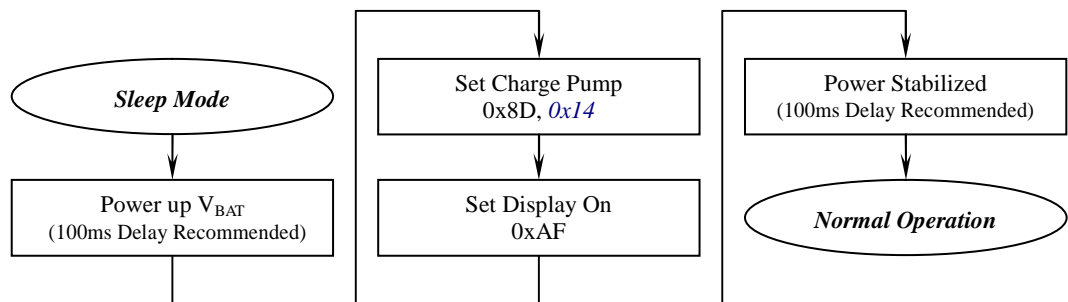 Sleep Mode
Power up VBAT
(100ms Delay Recommended)
Set Charge Pump
0x8D, 0x14
Set Display On
0xAF
Power Stabilized
(100ms Delay Recommended)
Normal Operation